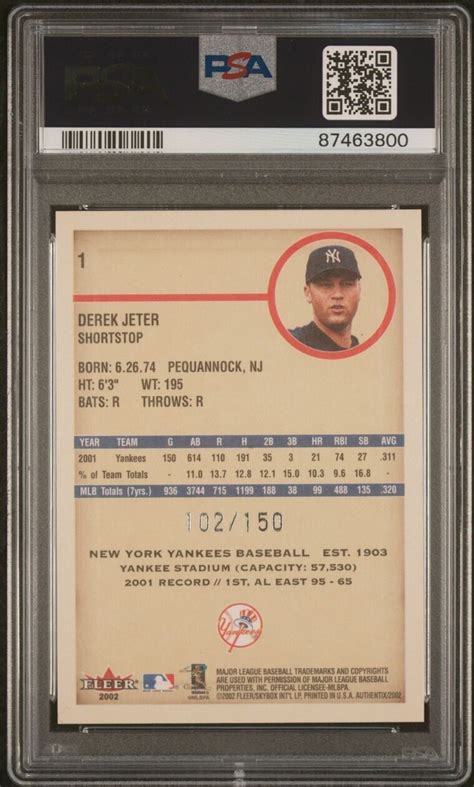 PSA
PSA
87463800
1
NY
DEREK JETER
SHORTSTOP
BORN: 6.26.74 PEQUANNOCK, NJ
HT: 6'3" WT: 195
BATS: R THROWS: R
YEAR TEAM G AB R H 2B 3 HR RBI SB AVG
2001 Yankees 150 614 110 191 35 3 21 74 27 .311
% of Team Totals - 11.0 13.7 12.8 12.1 15.0 10.3 9.6 16.8 -
MLB Totals (7yrs.) 936 3744 715 1199 188 38 99 488 135 .320
102/150
NEW YORK YANKEES BASEBALL EST. 1903
YANKEE STADIUM (CAPACITY: 57,530)
2001 RECORD // 1ST, AL EAST 95 - 65
Yankees
FLEER
2002
MLBPA
MAJOR LEAGUE BASEBALL TRADEMARKS AND COPYRIGHTS
ARE USED WITH PERMISSION OF MAJOR LEAGUE BASEBALL
PROPERTIES, INC. OFFICIAL LICENSEE-MLBPA.
©2002 FLEER/SKYBOX INT'L LP. PRINTED IN U.S.A. AUTHENTIX/2002
PSA